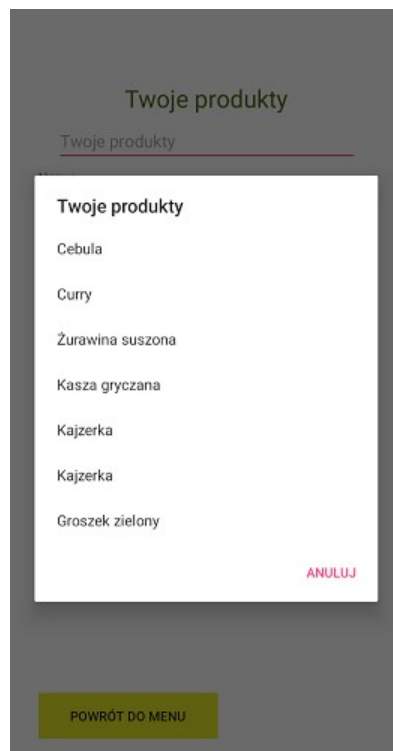 Twoje produkty
Twoje produkty
Twoje produkty
Cebula
Curry
Żurawina suszona
Kasza gryczana
Kajzerka
Kajzerka
Groszek zielony
ANULUJ
POWRÓT DO MENU